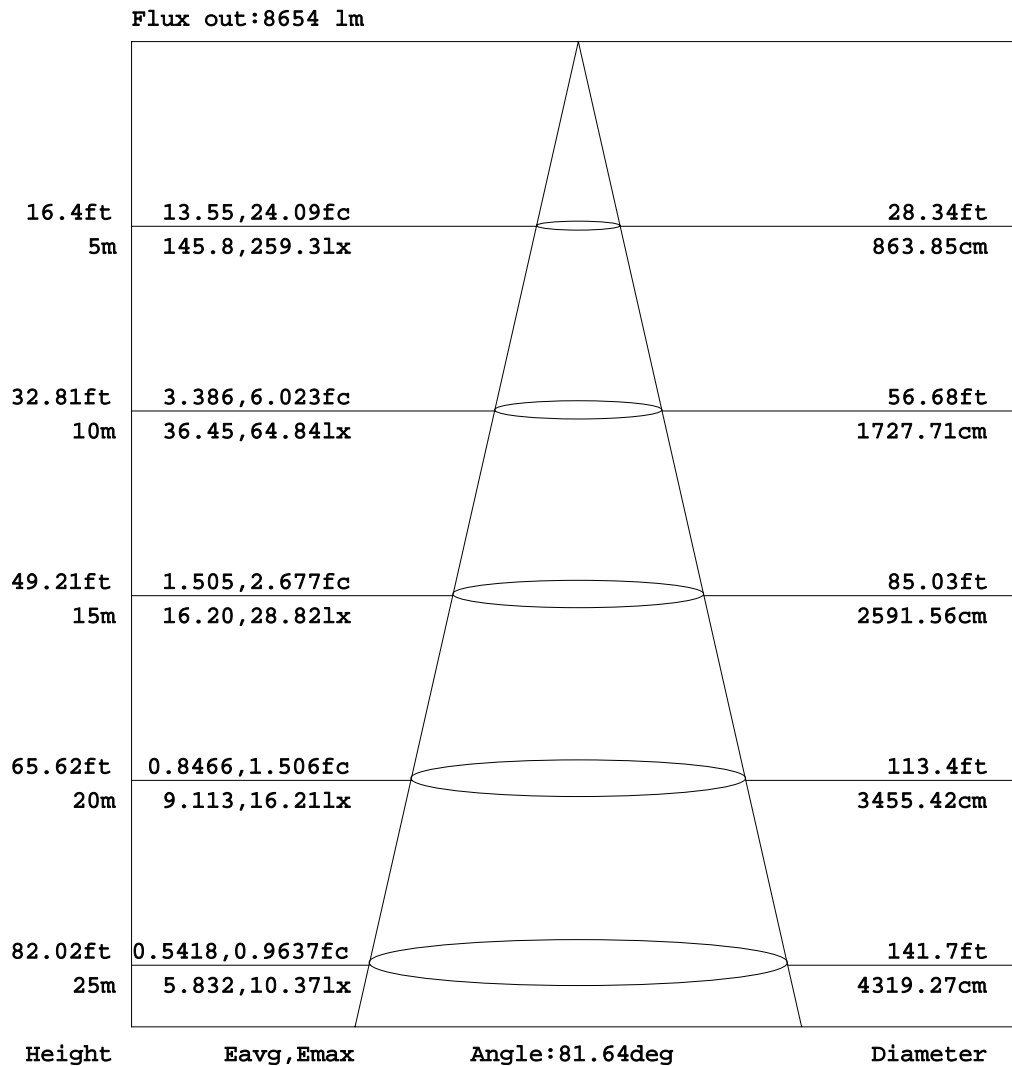 Flux out:8654 lm
16.4ft 13.55,24.09fc 28.34ft
5m 145.8,259.3lx 863.85cm
32.81ft 3.386,6.023fc 56.68ft
10m 36.45,64.84lx 1727.71cm
49.21ft 1.505,2.677fc 85.03ft
15m 16.20,28.82lx 2591.56cm
65.62ft 0.8466,1.506fc 113.4ft
20m 9.113,16.21lx 3455.42cm
82.02ft 0.5418,0.9637fc 141.7ft
25m 5.832,10.37lx 4319.27cm
Height Eavg,Emax Angle:81.64deg Diameter